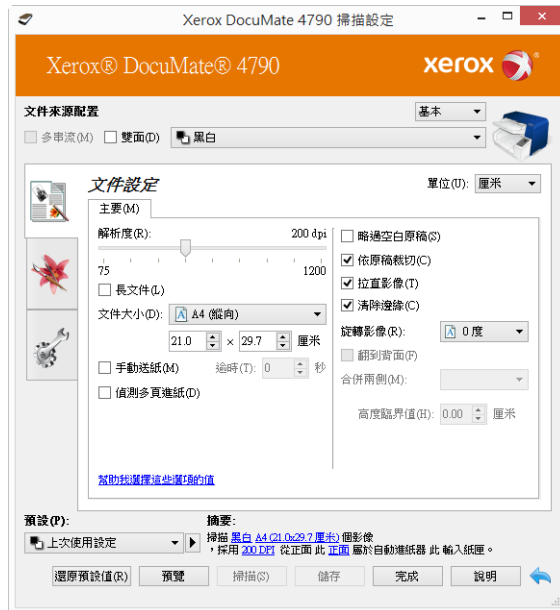 Xerox DocuMate 4790 掃描設定
Xerox® DocuMate® 4790
xerox
文件來源配置
基本
多串流(M) 雙面(D) 黑白
文件設定
單位(U): 厘米
主要(M)
解析度(R): 200 dpi
75 1200
長文件(L)
文件大小(D): A4 (縱向)
21.0 × 29.7 厘米
手動送紙(M) 逾時(T): 0 秒
偵測多頁進紙(D)
略過空白原稿(S)
依原稿裁切(C)
拉直影像(T)
清除邊緣(C)
旋轉影像(R): 0 度
翻到背面(F)
合併兩側(M):
高度臨界值(H): 0.00 厘米
幫助我選擇這些選項的值
預設(P):
上次使用設定
摘要:
掃描 黑白 A4 (21.0x29.7 厘米) 個影像
，採用 200 DPI 從正面 此 正面 屬於自動進紙器 此 輸入紙匣。
還原預設值(R) 預覽 掃描(S) 儲存 完成 說明